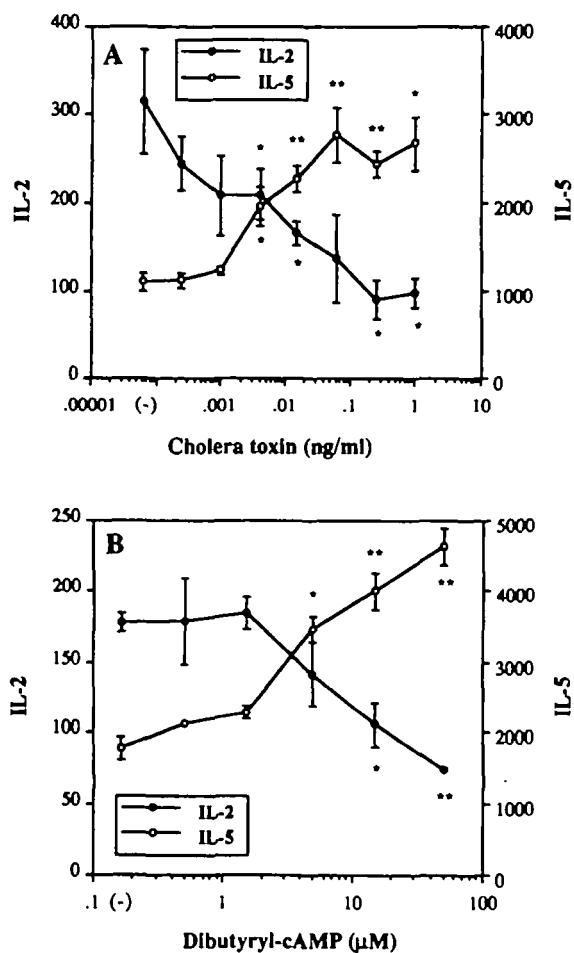 A
IL-2
IL-5
400
300
200
100
0
IL-2
5000
4000
3000
2000
1000
0
IL-5
* ** ** ** *
* * * *
.00001 (-) .001 .01 .1 1 10
Cholera toxin (ng/ml)
B
250
200
150
100
50
0
IL-2
5000
4000
3000
2000
1000
0
IL-5
* ** **
* **
IL-2
IL-5
.1 (-) 1 10 100
Dibutyryl-cAMP (µM)